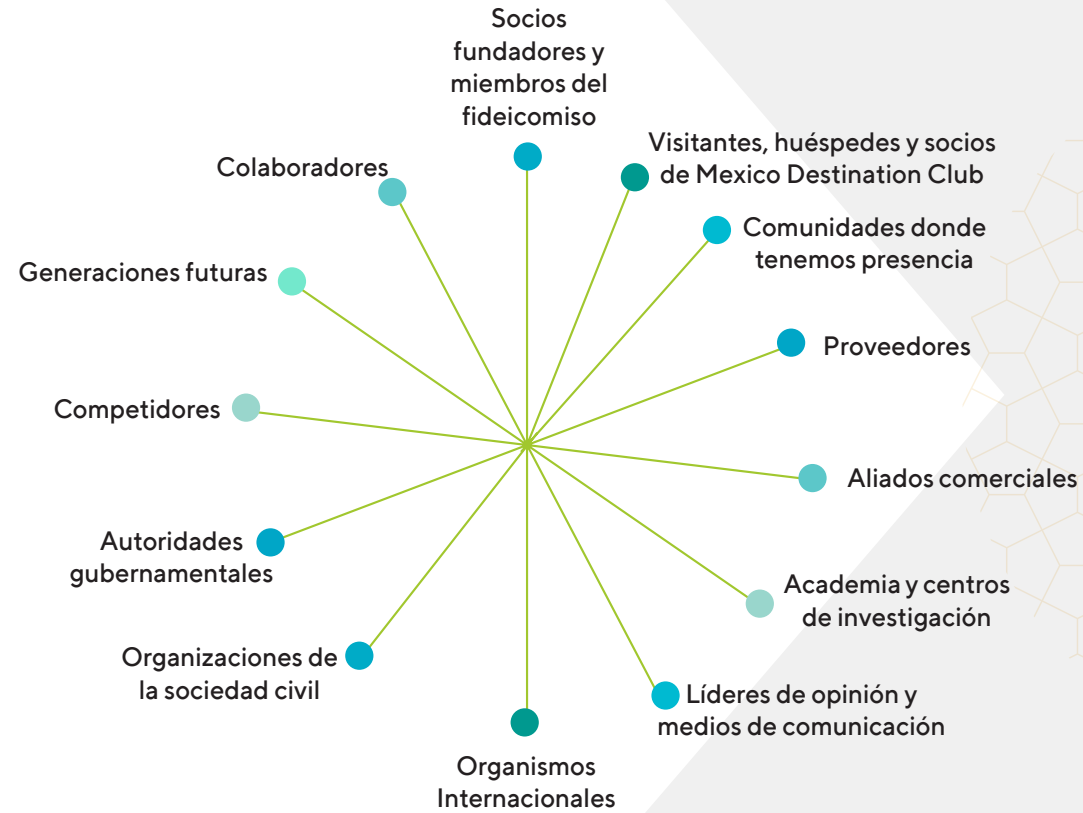 Socios
fundadores y
miembros del
fideicomiso
Visitantes, huéspedes y socios
de Mexico Destination Club
Comunidades donde
tenemos presencia
Proveedores
Aliados comerciales
Academia y centros
de investigación
Líderes de opinión y
medios de comunicación
Organismos
Internacionales
Organizaciones de
la sociedad civil
Autoridades
gubernamentales
Competidores
Generaciones futuras
Colaboradores